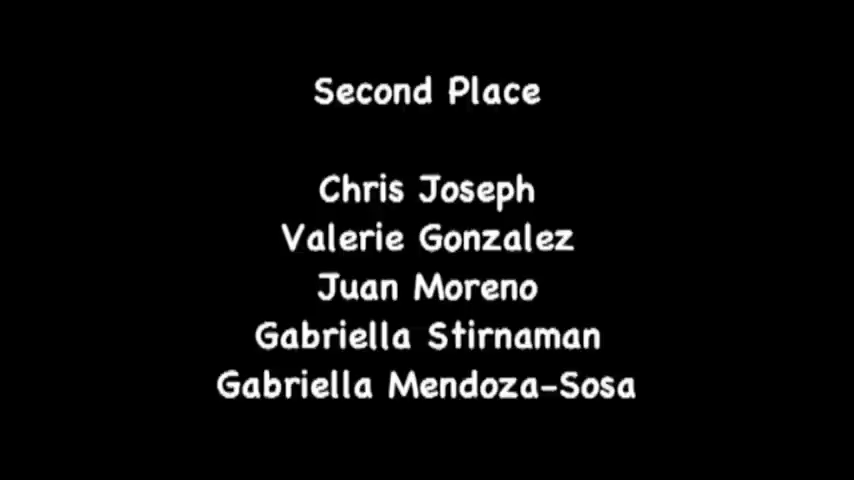 Second Place
Chris Joseph
Valerie Gonzalez
Juan Moreno
Gabriella Stirnaman
Gabriella Mendoza-Sosa